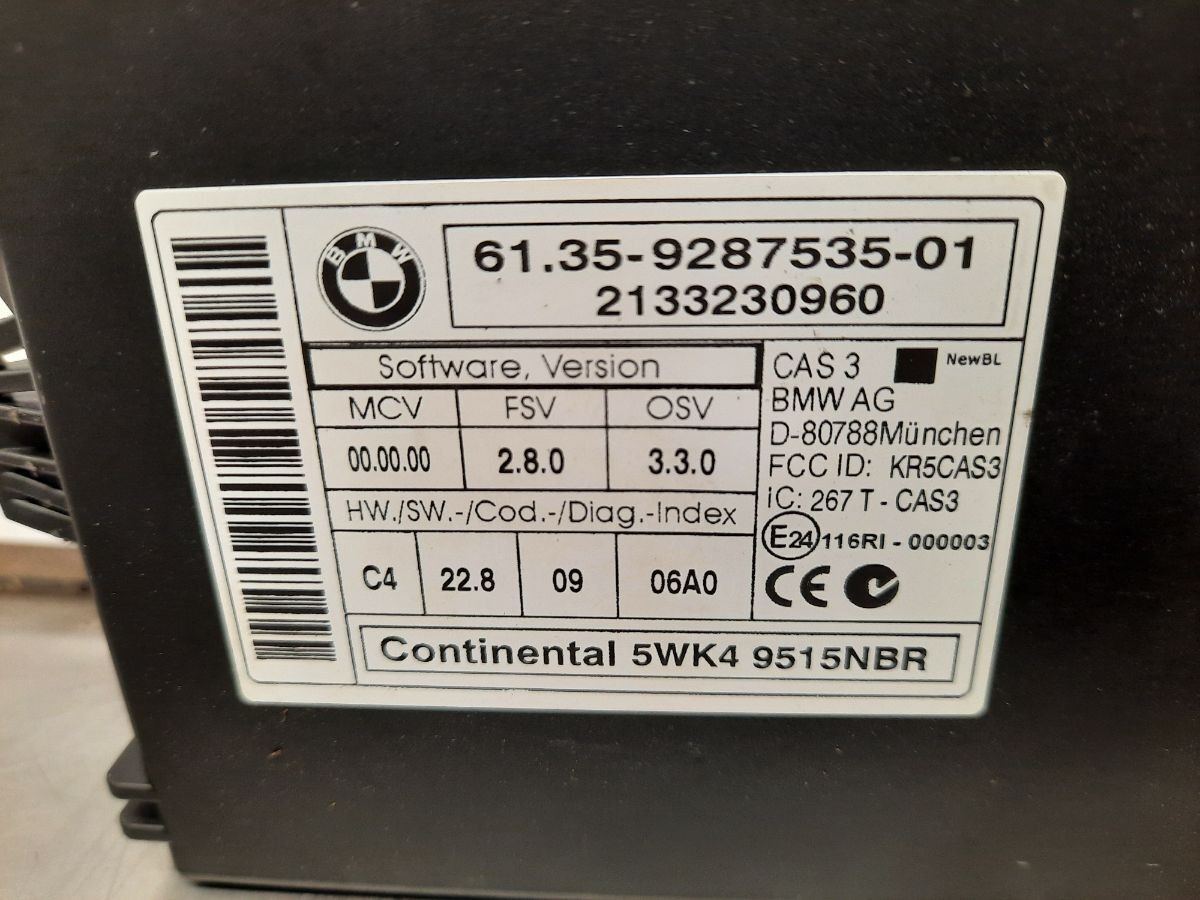 BMW
61.35-9287535-01
2133230960
Software, Version
MCV FSV OSV
00.00.00 2.8.0 3.3.0
HW./SW.-/Cod.-/Diag.-Index
C4 22.8 09 06A0
CAS 3 NewBL
BMW AG
D-80788München
FCC ID: KR5CAS3
iC: 267 T - CAS3
E24 116RI - 000003
CE
Continental 5WK4 9515NBR